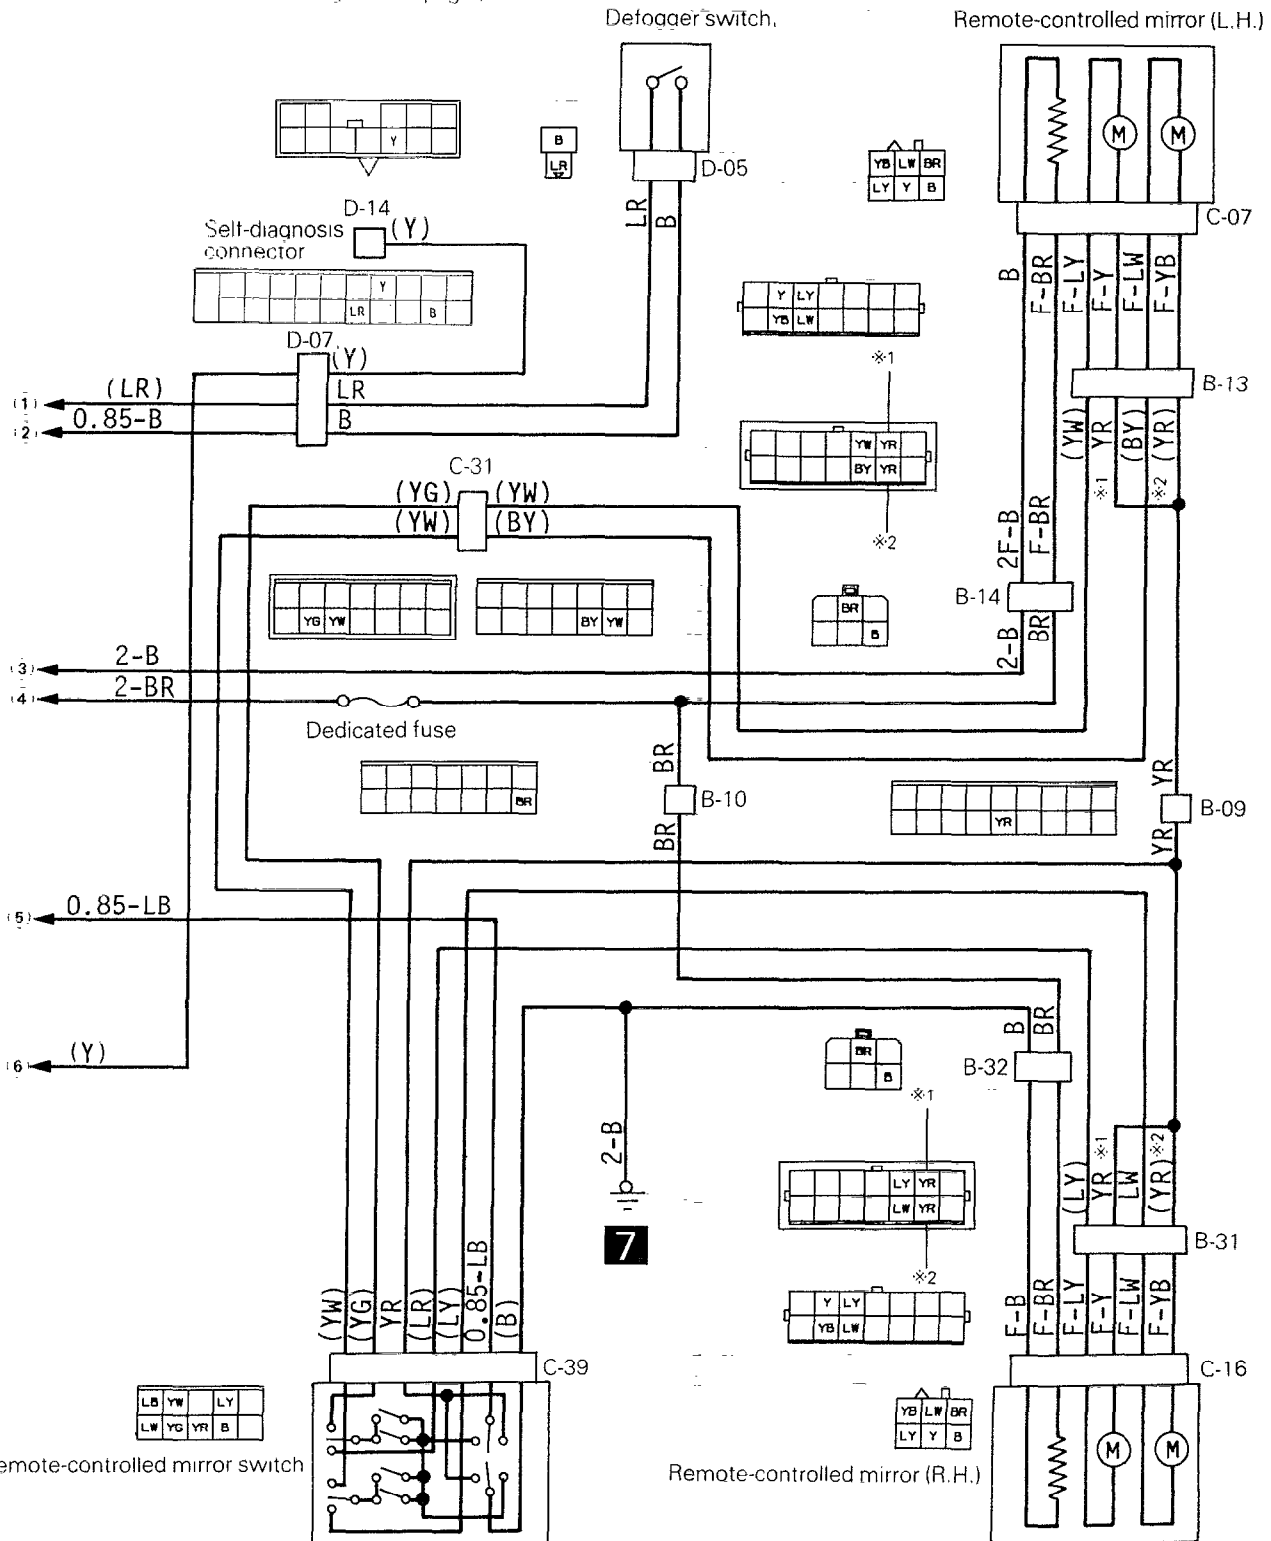 Defogger switch
Remote-controlled mirror (L.H.)
Y
B
LR
YB LW BR
LY Y B
M M
D-05
C-07
D-14
(Y)
Self-diagnosis
connector
LR
B
B
F-BR
F-LY
F-Y
F-LW
F-YB
Y
LR B
Y LY
YB LW
D-07
(Y)
※1
B-13
(1)
(LR)
LR
(2)
0.85-B
B
(YW)
YR
(BY)
(YR)
YW YR
BY YR
※1
※2
C-31
(YG)
(YW)
(YW)
(BY)
※2
2F-B
F-BR
B-14
BR
B
YG YW
BY YW
2-B
BR
(3)
2-B
(4)
2-BR
Dedicated fuse
BR
YR
BR
B-10
YR
B-09
BR
YR
(5)
0.85-LB
B
BR
(6)
(Y)
BR
B
B-32
※1
2-B
(LY)
YR
※1
LW
(YR)
※2
LY YR
LW YR
7
B-31
※2
Y LY
YB LW
(YW)
(YG)
YR
(LR)
(LY)
0.85-LB
(B)
F-B
F-BR
F-LY
F-Y
F-LW
F-YB
C-39
C-16
LB YW LY
LW YG YR B
YB LW BR
LY Y B
M M
emote-controlled mirror switch
Remote-controlled mirror (R.H.)